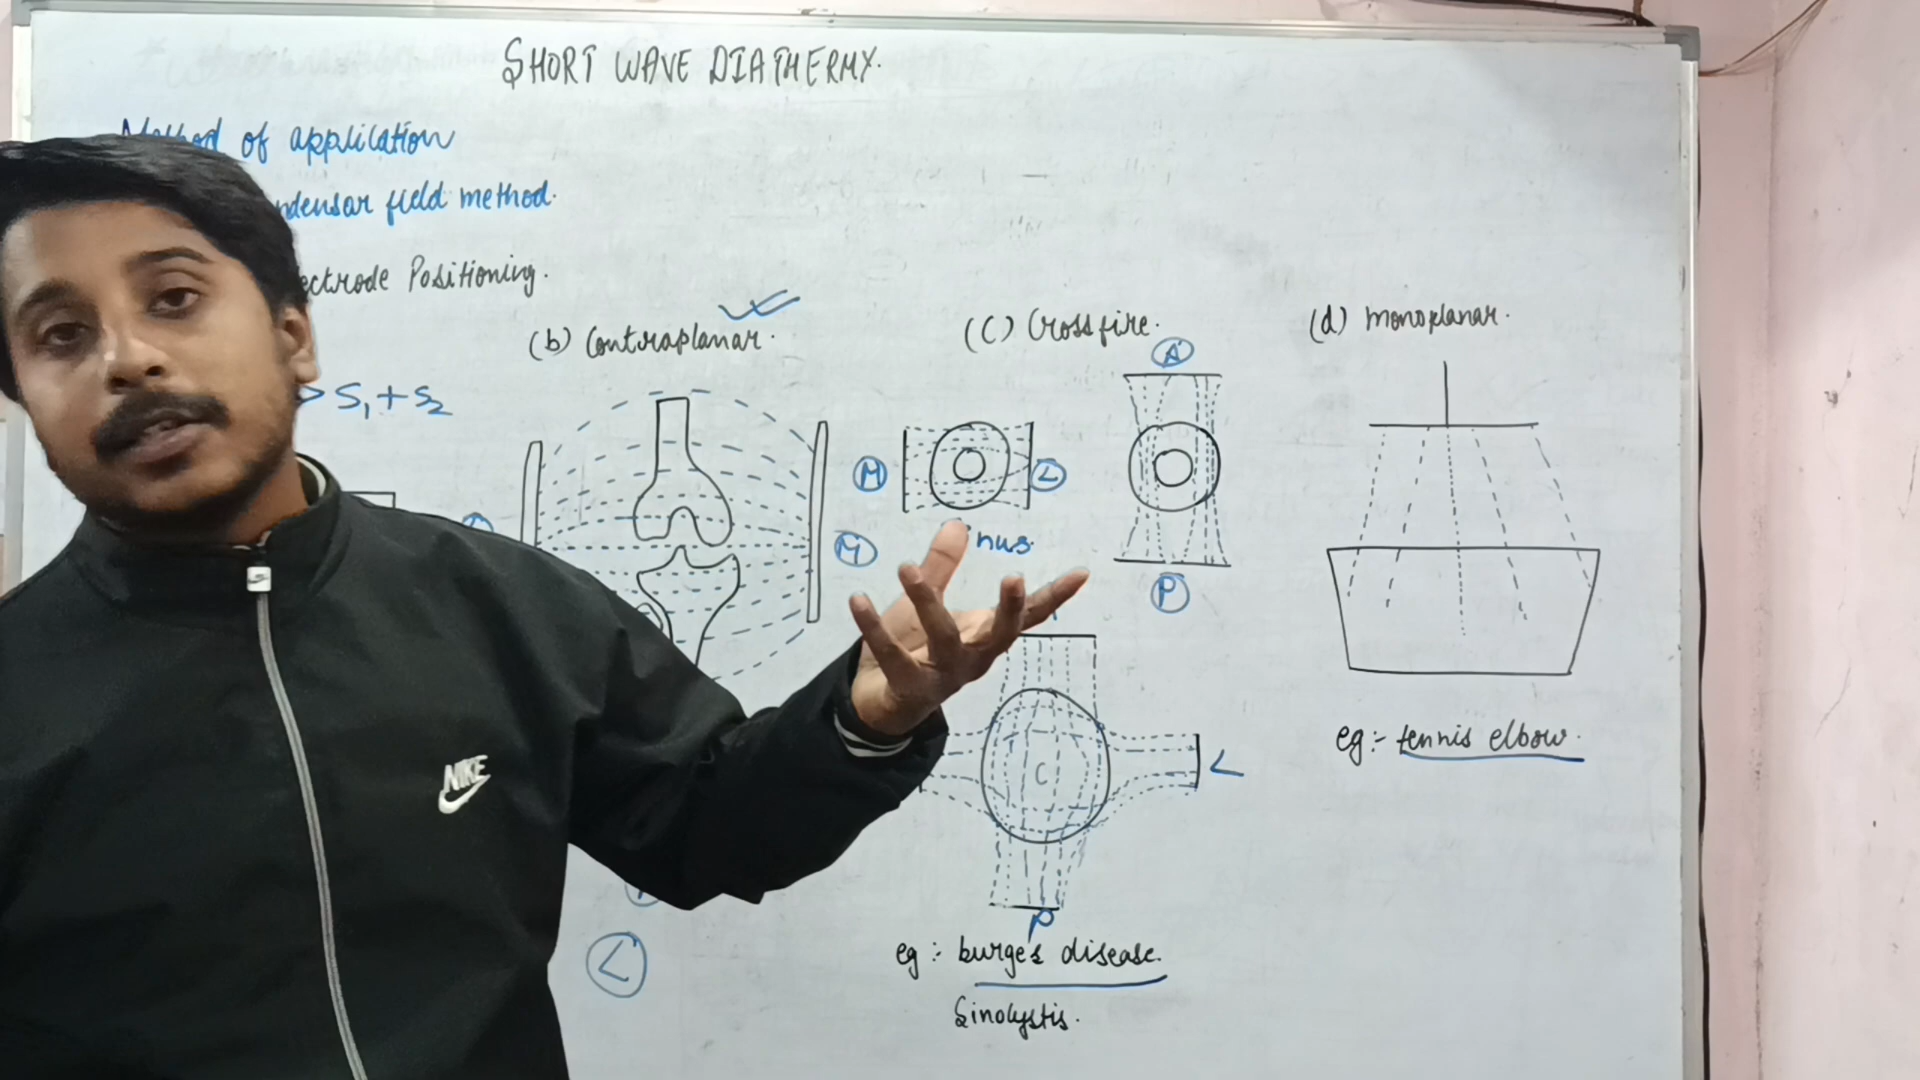 SHORT WAVE DIATHERMY.
of application
ndensar field method.
ectrode Positioning.
> S1 + S2
(b) Contraplanar.
(C) Crossfire.
(d) monoplanar.
A
M
L
M
nus.
P
C
L
P
eg :- tennis elbow.
L
eg :- burge's disease.
Sinolystis.
NIKE